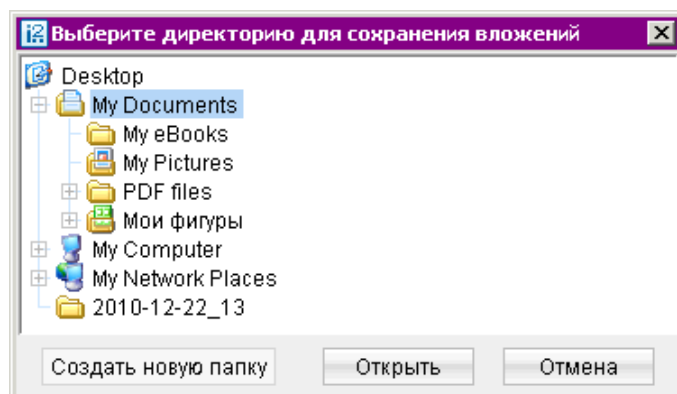 Выберите директорию для сохранения вложений
Desktop
My Documents
My eBooks
My Pictures
PDF files
Мои фигуры
My Computer
My Network Places
2010-12-22_13
Создать новую папку Открыть Отмена